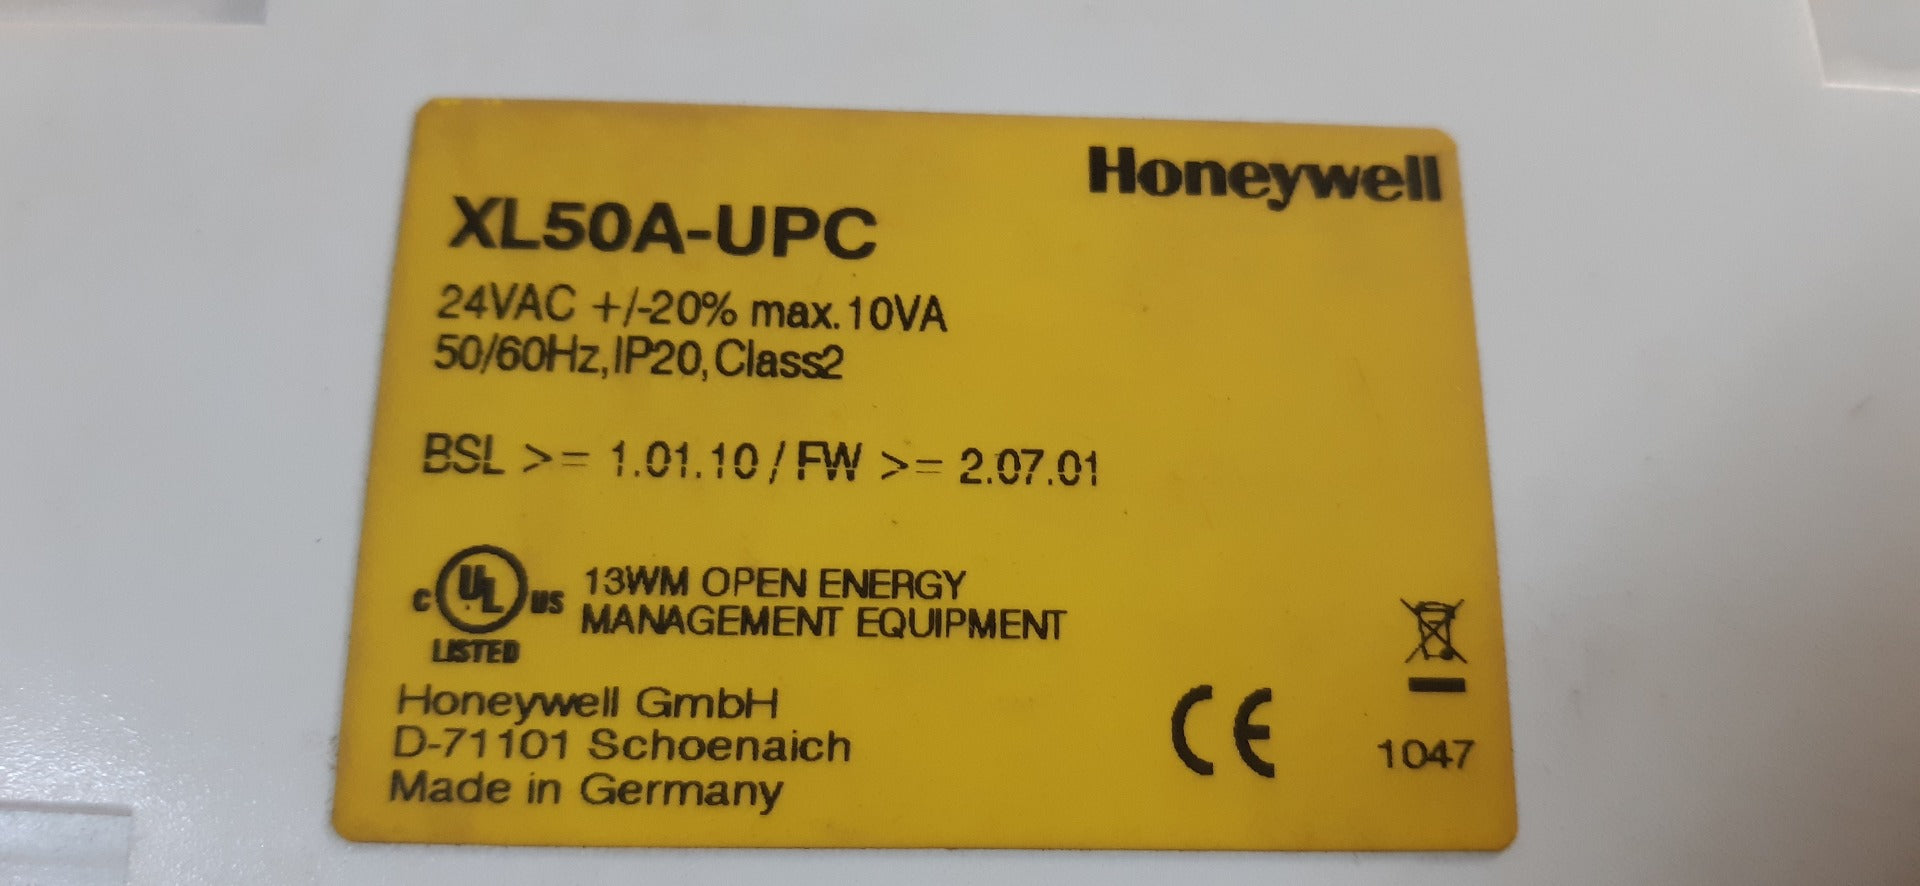 Honeywell
XL50A-UPC
24VAC +/-20% max. 10VA
50/60Hz, IP20, Class2
BSL >= 1.01.10 / FW >= 2.07.01
C UL US
LISTED
13WM OPEN ENERGY
MANAGEMENT EQUIPMENT
Honeywell GmbH
D-71101 Schoenaich
Made in Germany
CE
1047